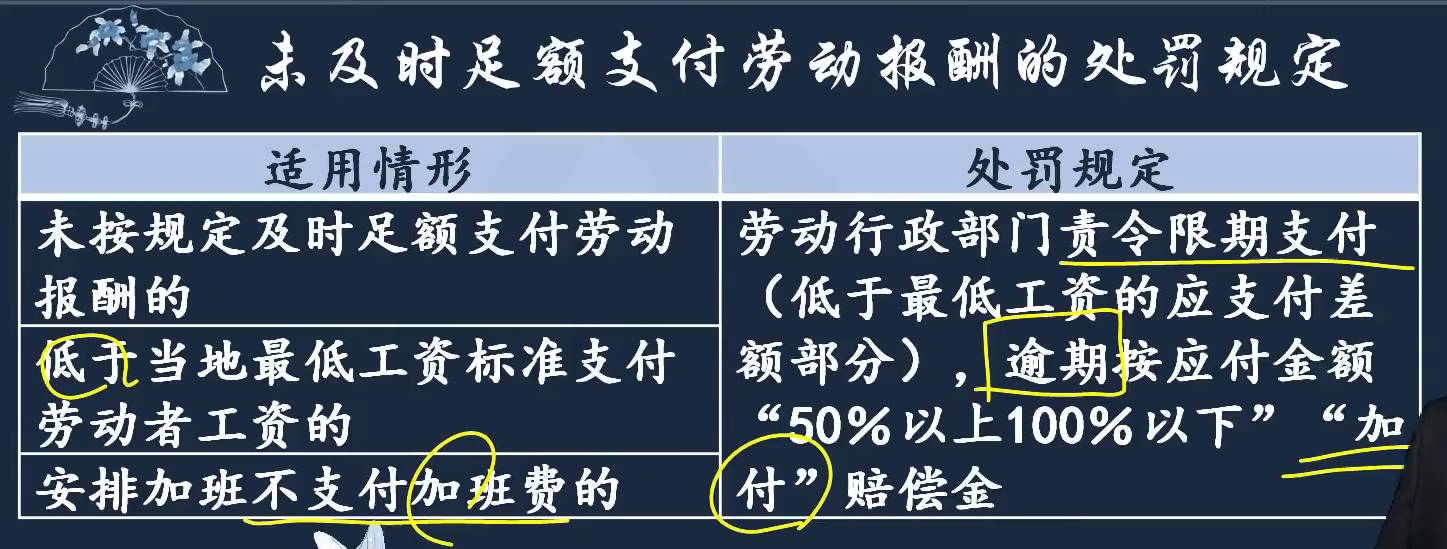 未及时足额支付劳动报酬的处罚规定
适用情形
处罚规定
未按规定及时足额支付劳动
报酬的
低于当地最低工资标准支付
劳动者工资的
安排加班不支付加班费的
劳动行政部门责令限期支付
（低于最低工资的应支付差
额部分），逾期按应付金额
“50%以上100%以下”“加
付”赔偿金